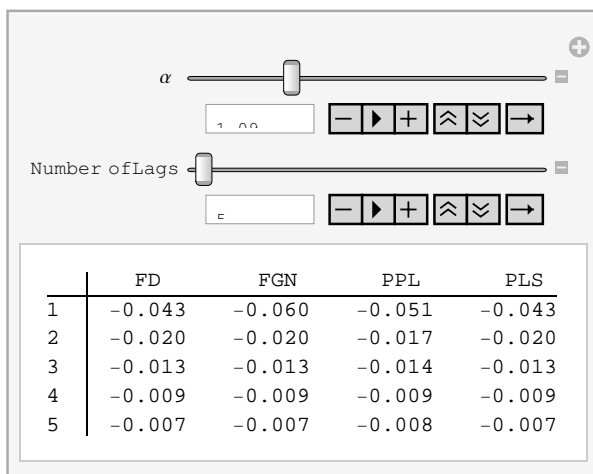 α
Number ofLags
FD FGN PPL PLS
1 −0.043 −0.060 −0.051 −0.043
2 −0.020 −0.020 −0.017 −0.020
3 −0.013 −0.013 −0.014 −0.013
4 −0.009 −0.009 −0.009 −0.009
5 −0.007 −0.007 −0.008 −0.007